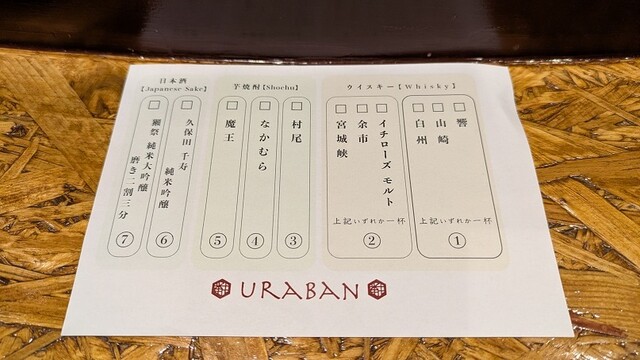 ウイスキー【Whisky】
□ 響
□ 山崎
□ 白州
上記いずれか一杯
①
□ イチローズ モルト
□ 余市
□ 宮城峡
上記いずれか一杯
②
芋焼酎【Shochu】
□ 村尾
③
□ なかむら
④
□ 魔王
⑤
日本酒
【Japanese Sake】
□ 久保田 千寿
純米吟醸
⑥
□ 獺祭 純米大吟醸
磨き二割三分
⑦
URABAN